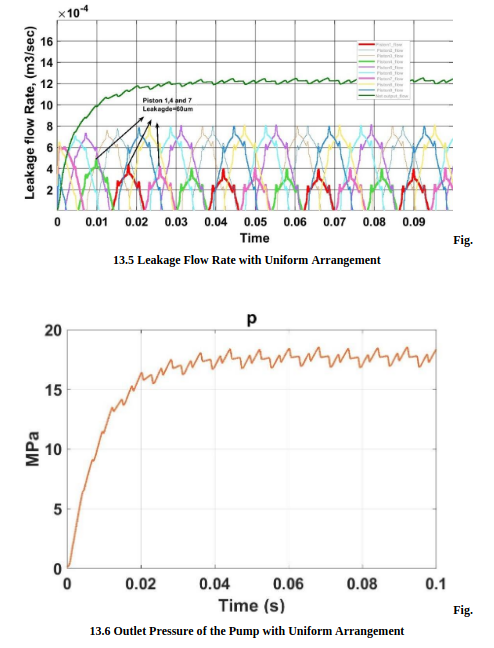 ×10⁻⁴
Leakage flow Rate, (m3/sec)
16
14
12
10
8
6
4
2
Piston 1,4 and 7
Leakagde=60um
0 0.01 0.02 0.03 0.04 0.05 0.06 0.07 0.08 0.09
Time
Fig.
13.5 Leakage Flow Rate with Uniform Arrangement
p
MPa
20
15
10
5
0
0 0.02 0.04 0.06 0.08 0.1
Time (s)
Fig.
13.6 Outlet Pressure of the Pump with Uniform Arrangement